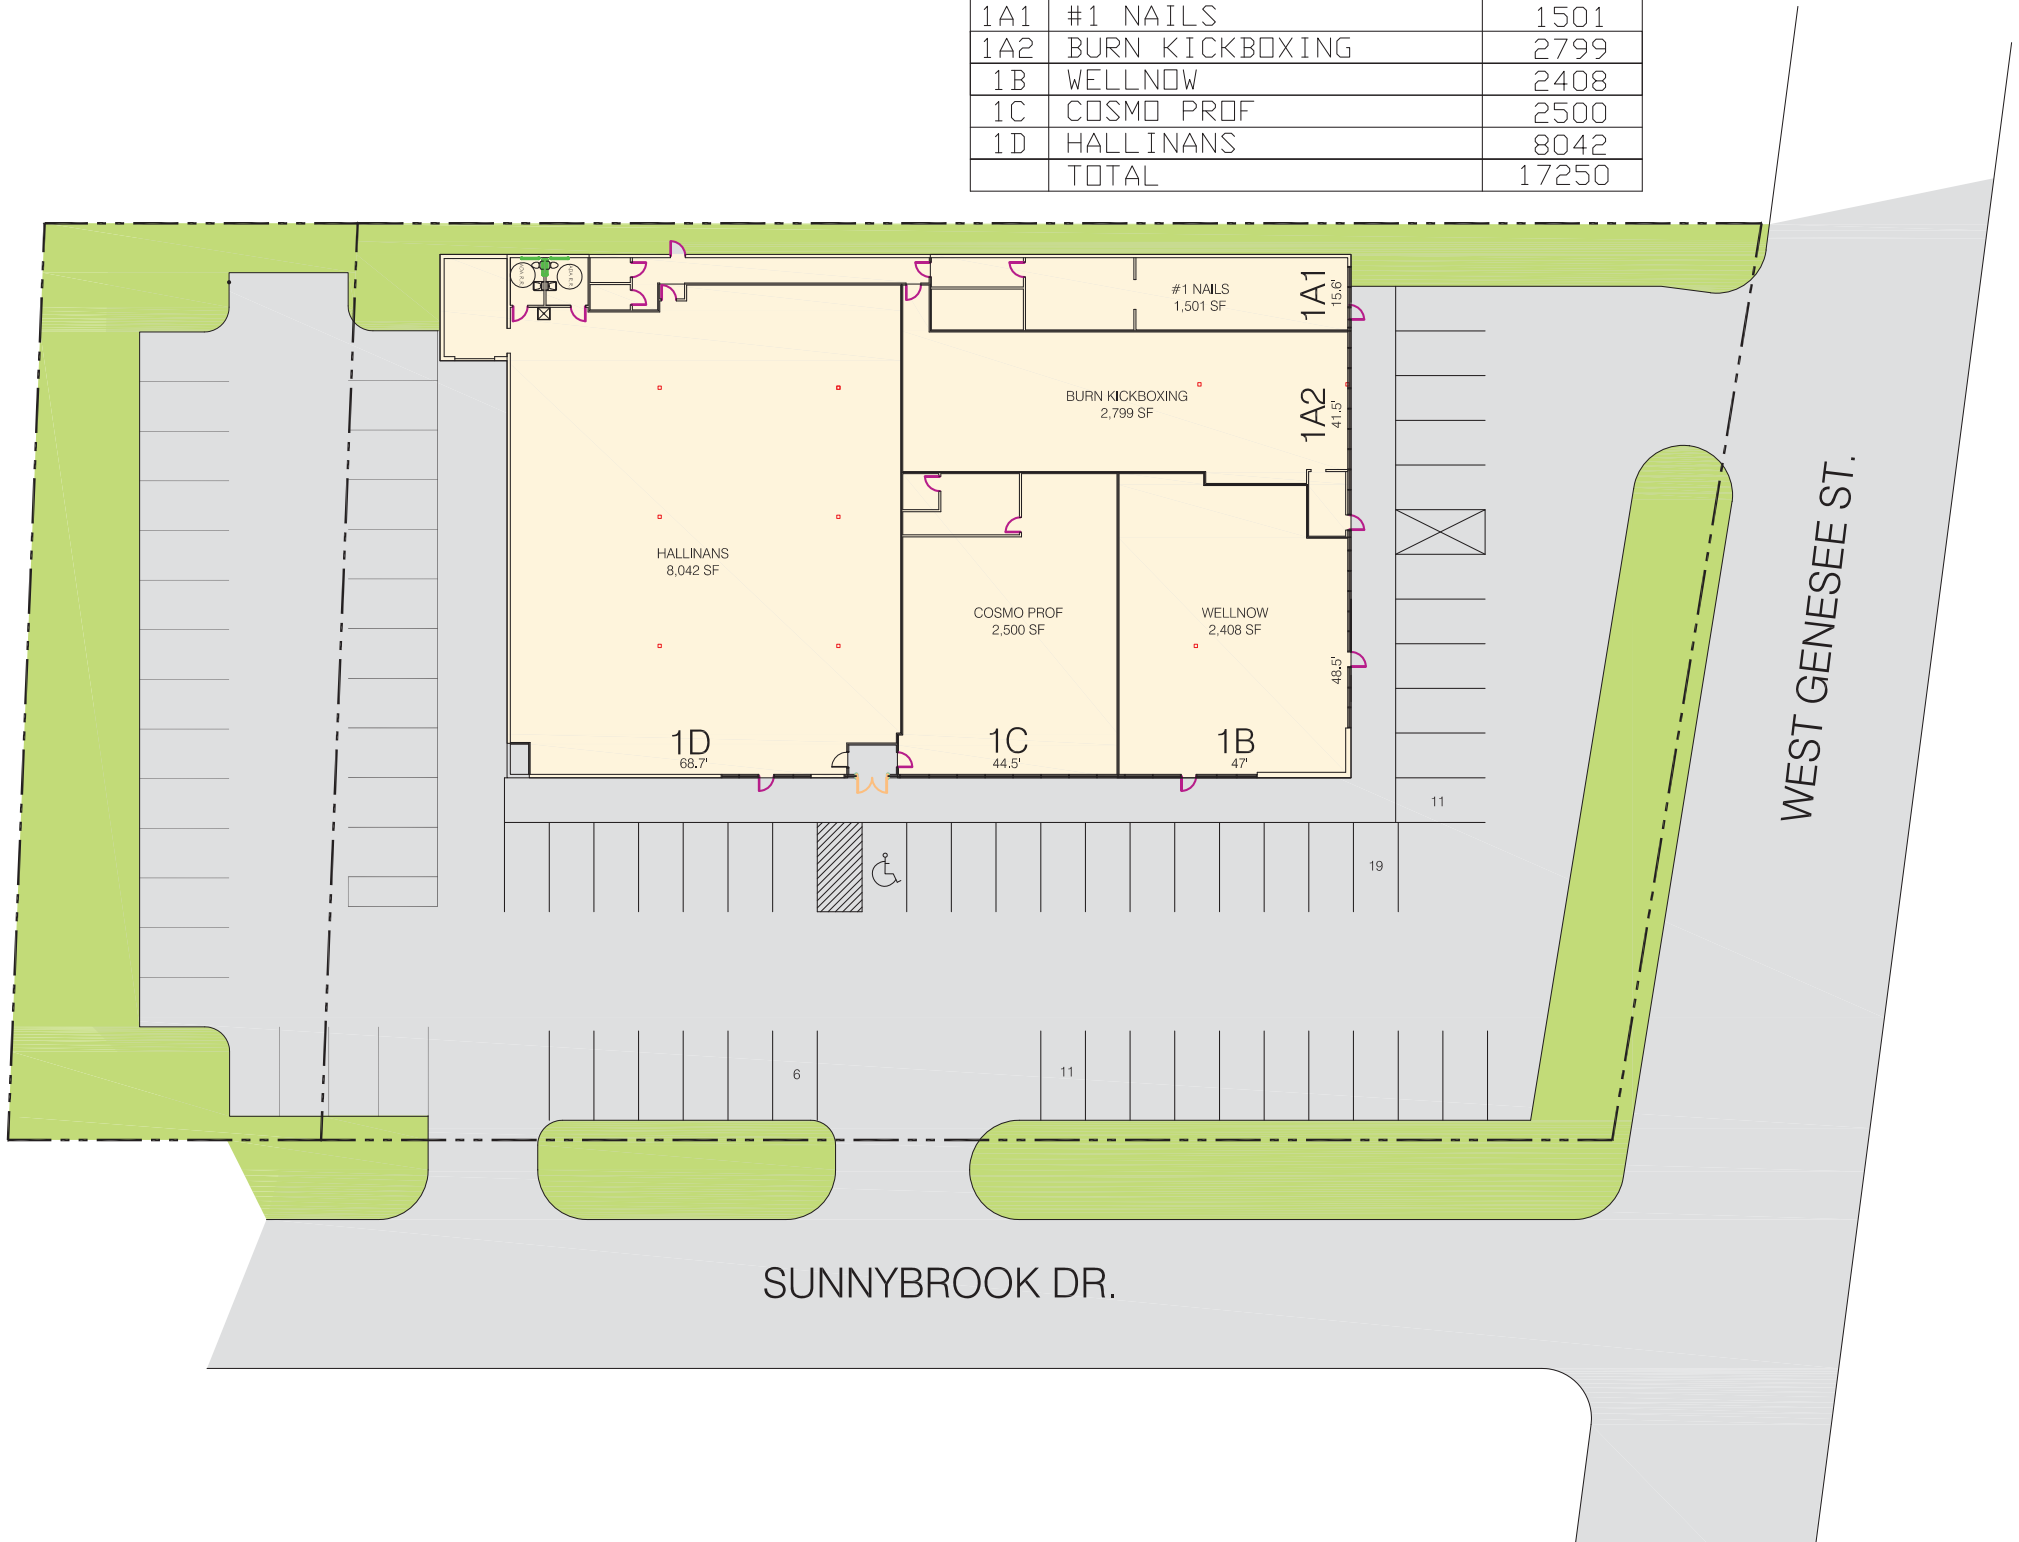 1A1 #1 NAILS 1501
1A2 BURN KICKBOXING 2799
1B WELLNOW 2408
1C COSMO PROF 2500
1D HALLINANS 8042
TOTAL 17250
#1 NAILS
1,501 SF
1A1
15.6'
BURN KICKBOXING
2,799 SF
1A2
41.5'
HALLINANS
8,042 SF
COSMO PROF
2,500 SF
WELLNOW
2,408 SF
48.5'
1D
68.7'
1C
44.5'
1B
47'
11
19
6
11
WEST GENESEE ST.
SUNNYBROOK DR.